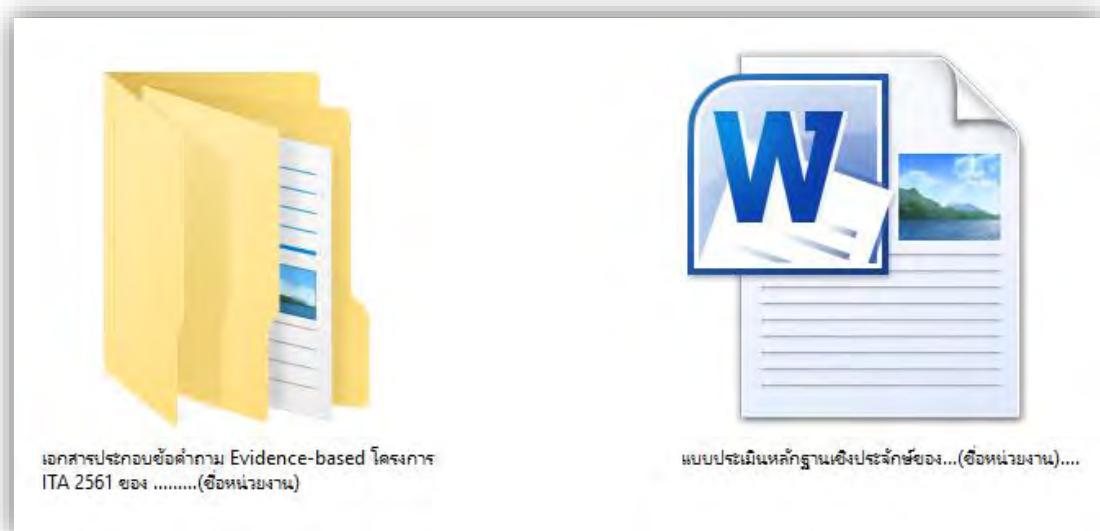 เอกสารประกอบข้อคำถาม Evidence-based โครงการ
ITA 2561 ของ .........(ชื่อหน่วยงาน)
แบบประเมินหลักฐานเชิงประจักษ์ของ...(ชื่อหน่วยงาน)....